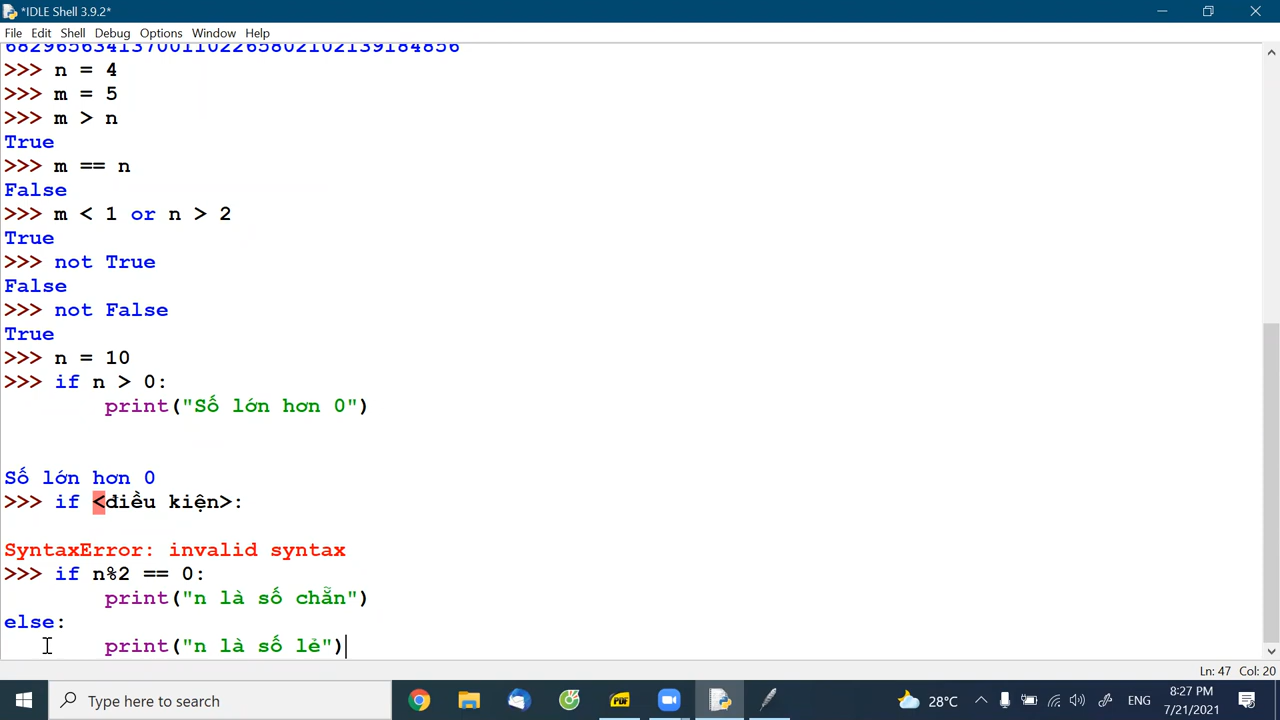 *IDLE Shell 3.9.2*
File Edit Shell Debug Options Window Help
68296563413700110226580210213918 4856
>>> n = 4
>>> m = 5
>>> m > n
True
>>> m == n
False
>>> m < 1 or n > 2
True
>>> not True
False
>>> not False
True
>>> n = 10
>>> if n > 0:
print("Số lớn hơn 0")
Số lớn hơn 0
>>> if <điều kiện>:
SyntaxError: invalid syntax
>>> if n%2 == 0:
print("n là số chẵn")
else:
print("n là số lẻ")
Ln: 47 Col: 20
Type here to search
PDF
28°C
ENG
8:27 PM
7/21/2021